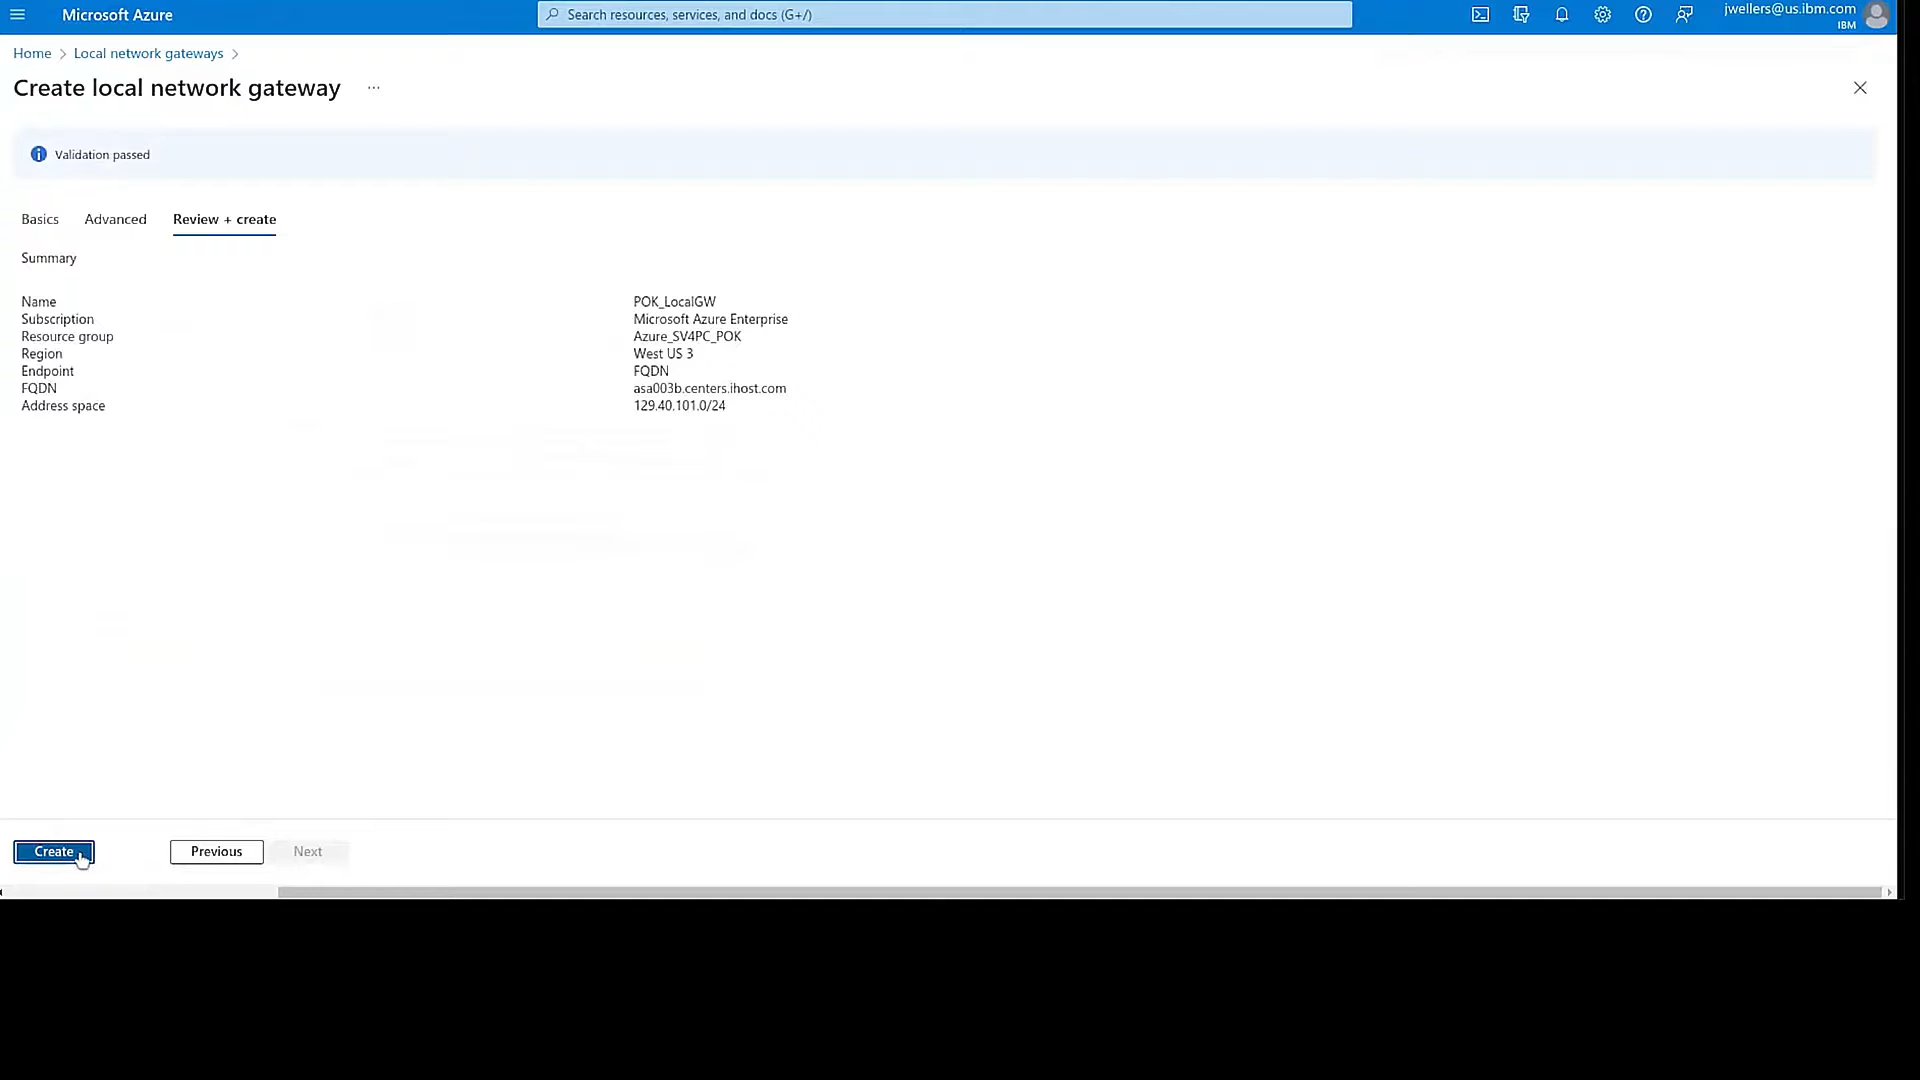 Microsoft Azure
Search resources, services, and docs (G+/)
jwellers@us.ibm.com
IBM
Home > Local network gateways >
Create local network gateway ...
Validation passed
Basics Advanced Review + create
Summary
Name POK_LocalGW
Subscription Microsoft Azure Enterprise
Resource group Azure_SV4PC_POK
Region West US 3
Endpoint FQDN
FQDN asa003b.centers.ihost.com
Address space 129.40.101.0/24
Create Previous Next